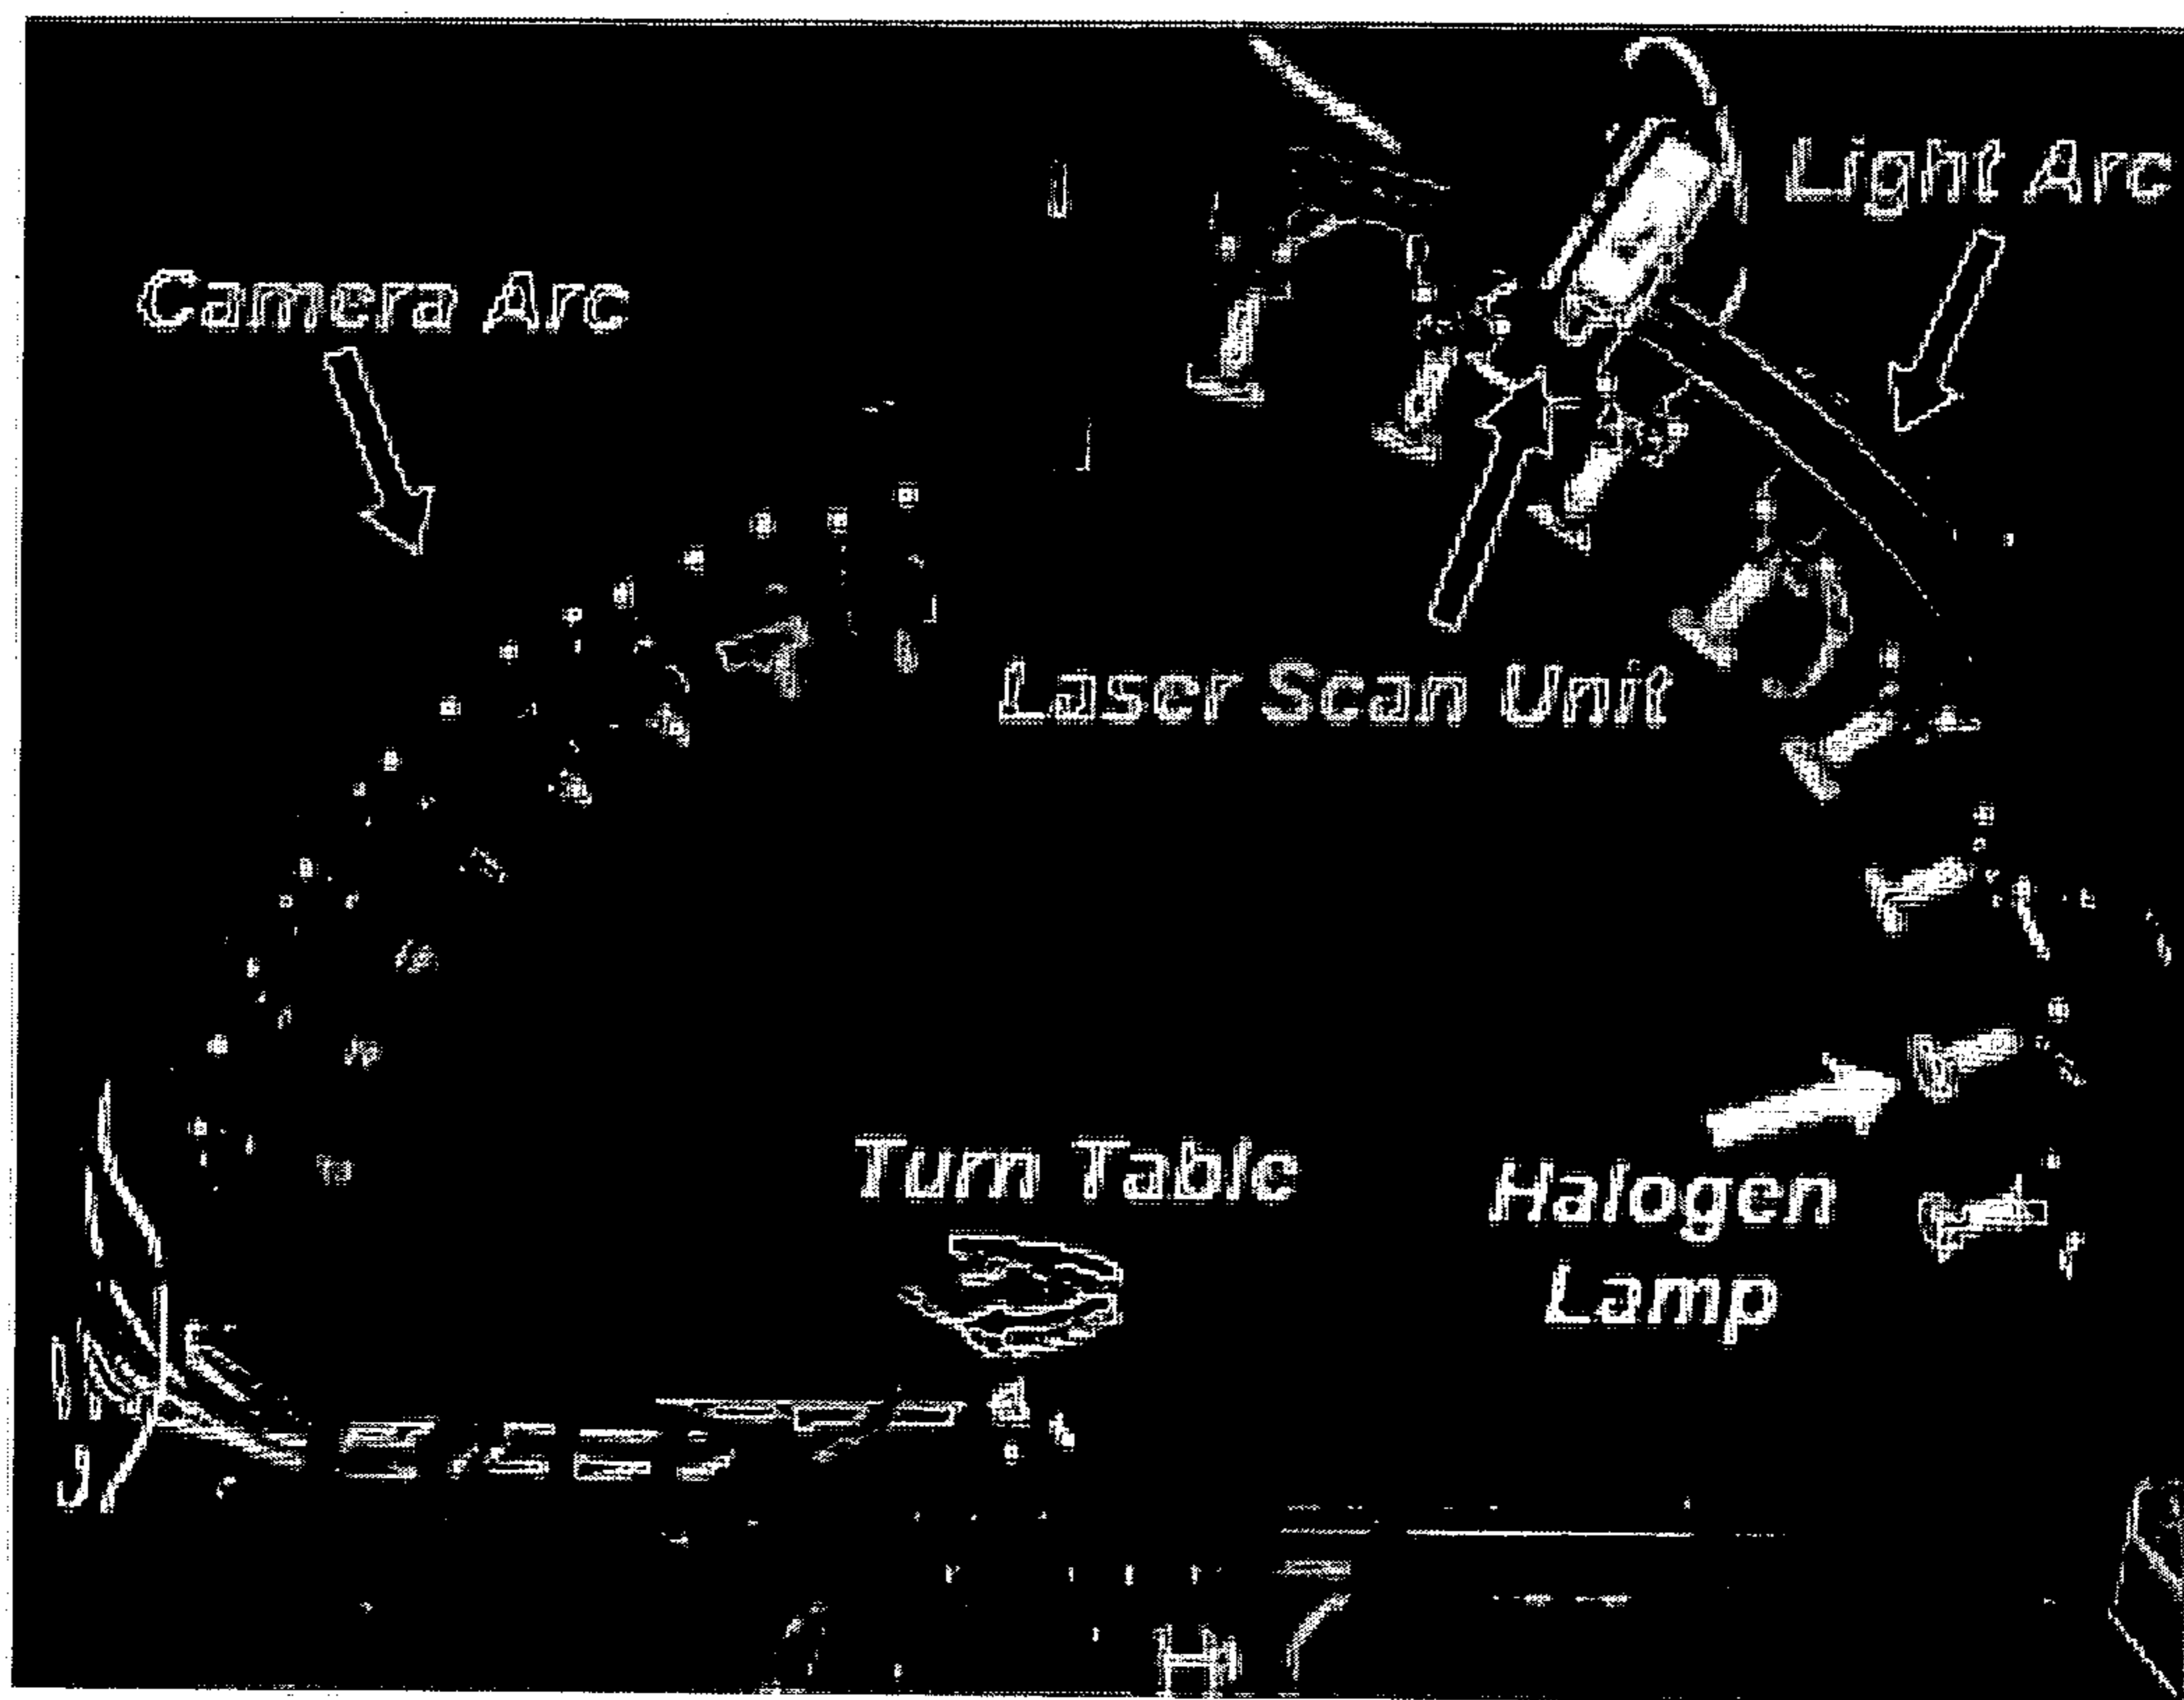 Light Arc
Camera Arc
Laser Scan Unit
Turn Table
Halogen
Lamp